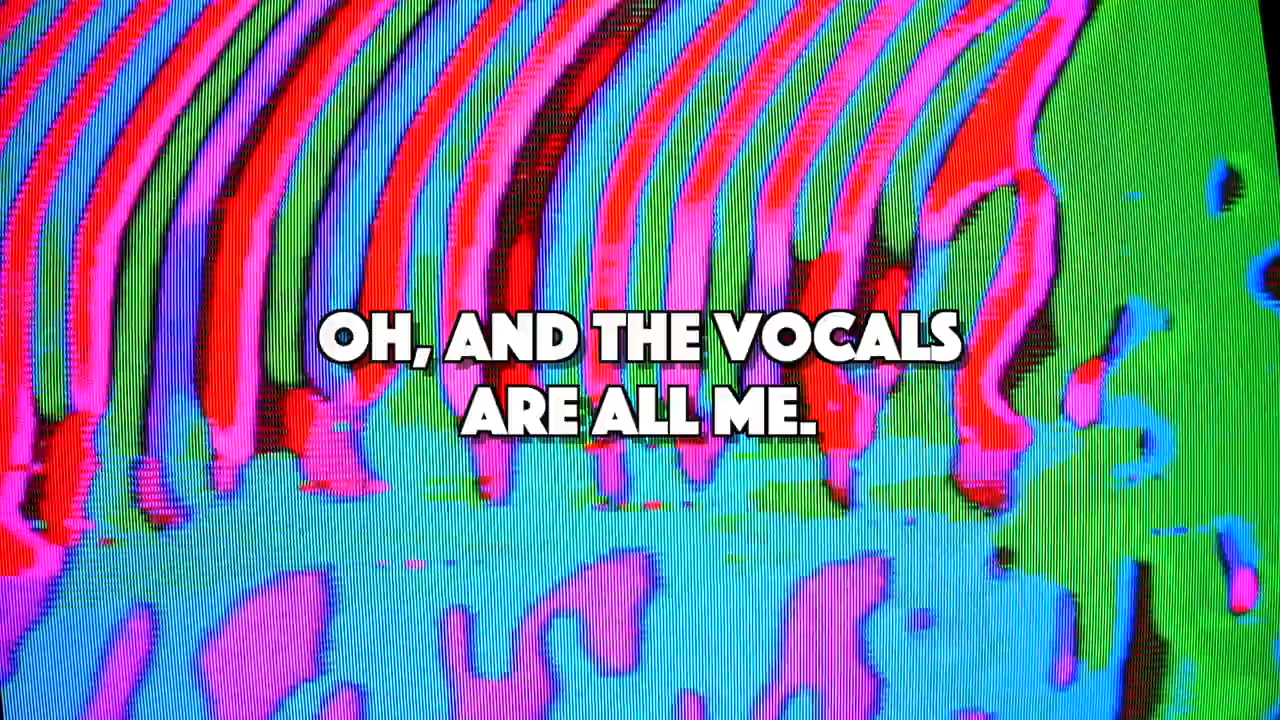 OH, AND THE VOCALS
ARE ALL ME.